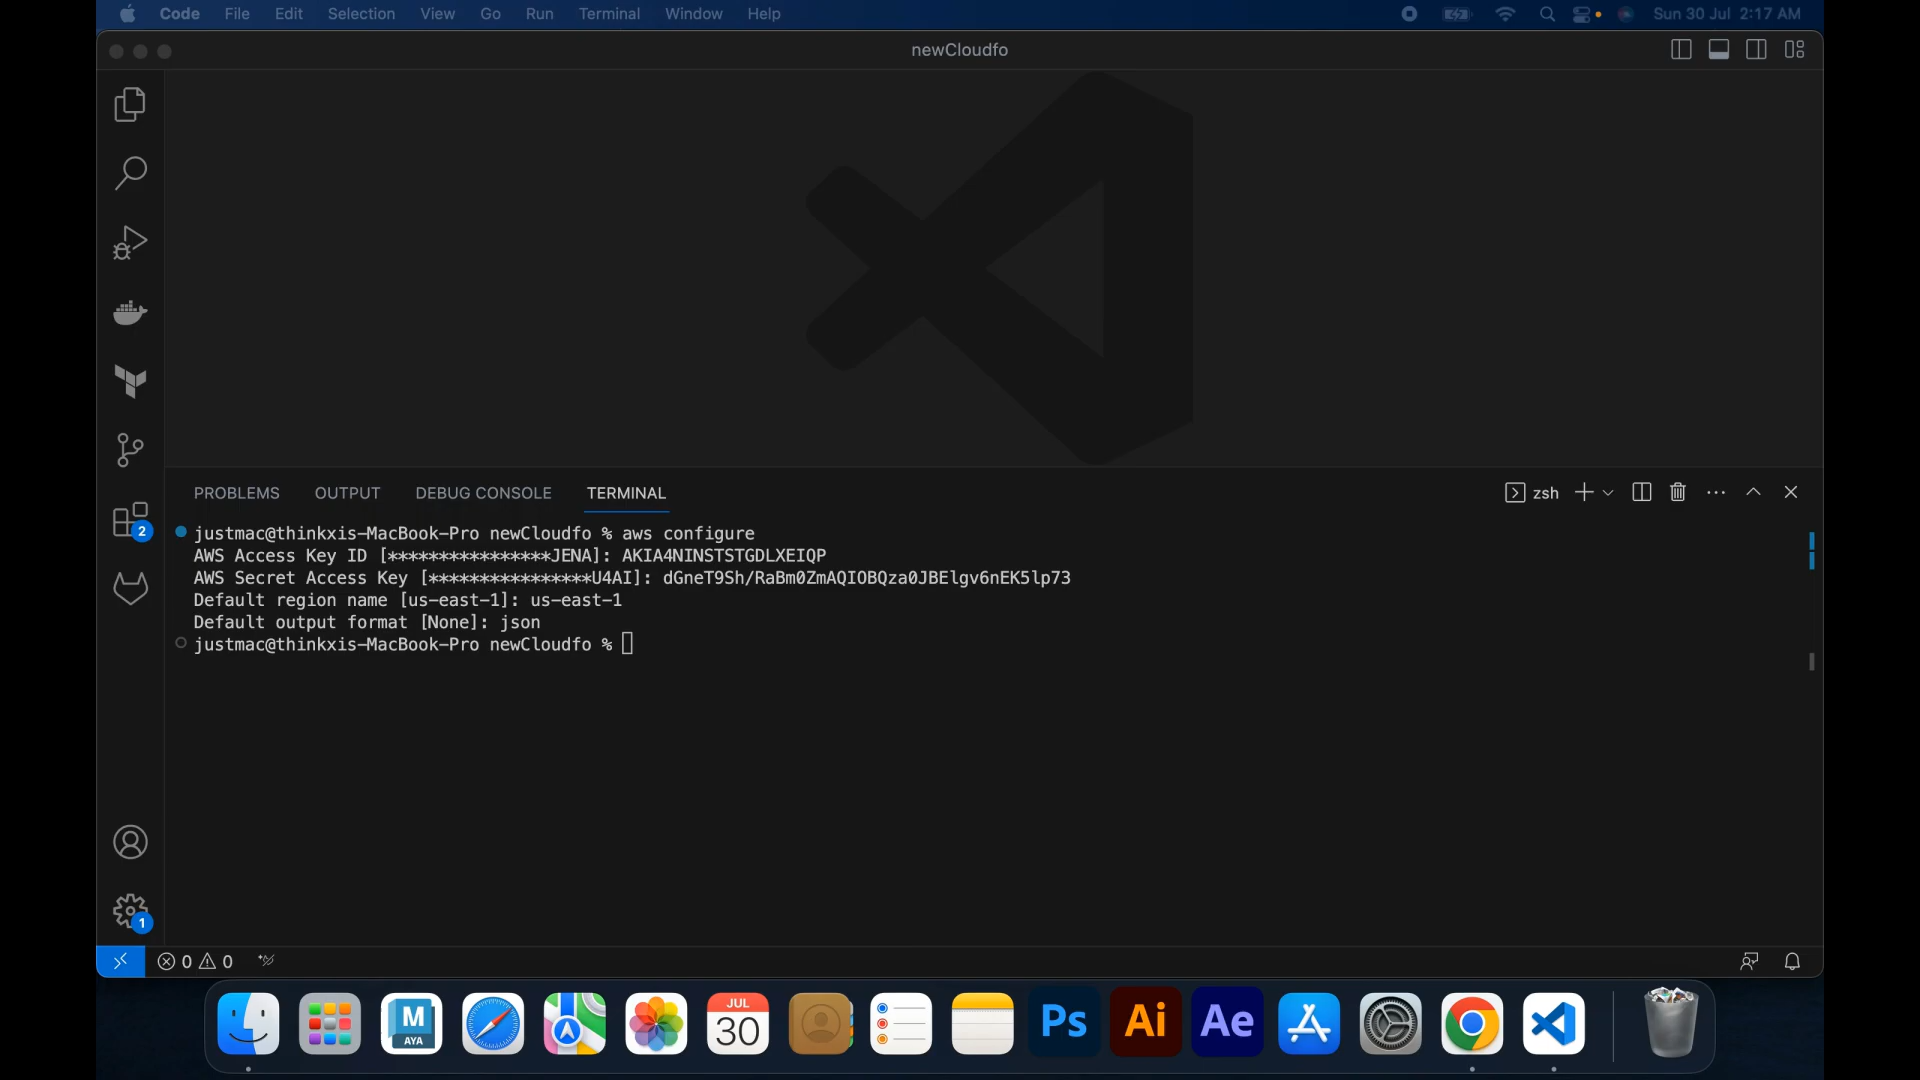 Code File Edit Selection View Go Run Terminal Window Help Sun 30 Jul 2:17 AM
newCloudfo
PROBLEMS OUTPUT DEBUG CONSOLE TERMINAL zsh
justmac@thinkxis-MacBook-Pro newCloudfo % aws configure
AWS Access Key ID [****************JENA]: AKIA4NINSTSTGDLXEIQP
AWS Secret Access Key [****************U4AI]: 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
Default region name [us-east-1]: us-east-1
Default output format [None]: json
justmac@thinkxis-MacBook-Pro newCloudfo %
2
1
0 0
M
AYA
JUL
30
Ps
Ai
Ae